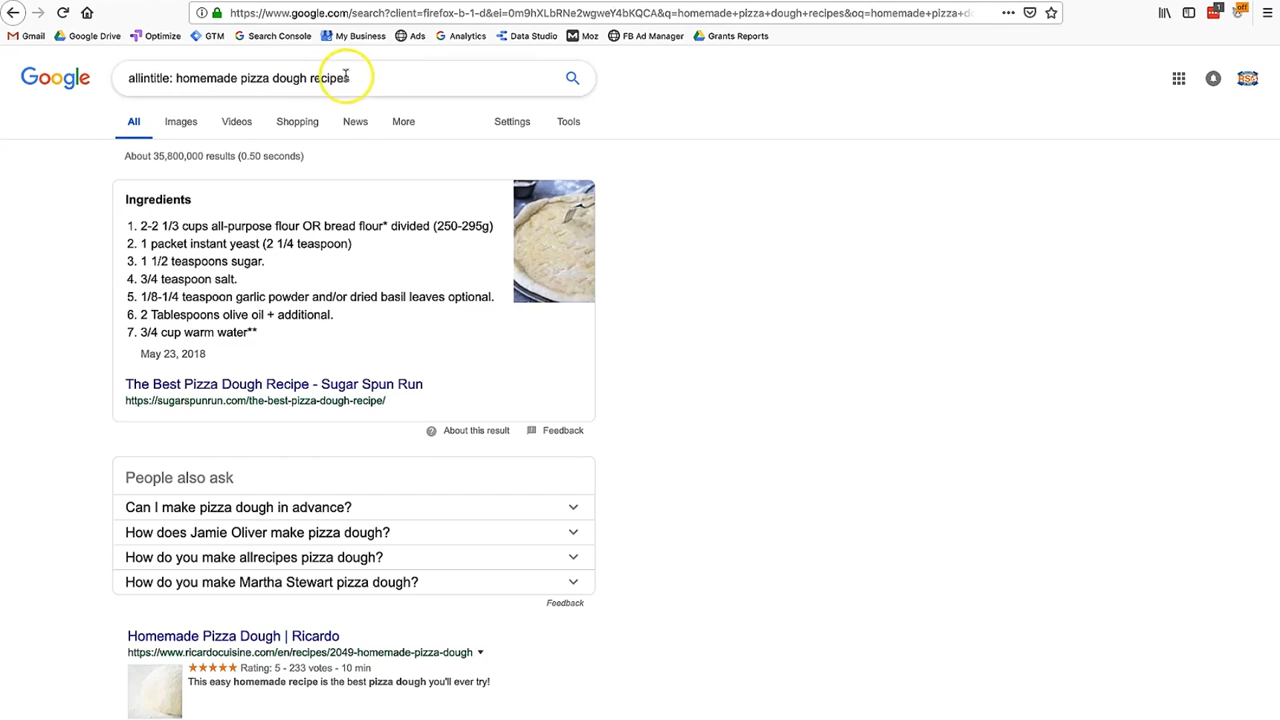 https://www.google.com/search?client=firefox-b-1-d&ei=0m9hXLbRNe2wgweY4bKQCA&q=homemade+pizza+dough+recipes&oq=homemade+pizza+d
Gmail Google Drive Optimize GTM Search Console My Business Ads Analytics Data Studio Moz FB Ad Manager Grants Reports
Google allintitle: homemade pizza dough recipes
All Images Videos Shopping News More Settings Tools
About 35,800,000 results (0.50 seconds)
Ingredients
1. 2-2 1/3 cups all-purpose flour OR bread flour* divided (250-295g)
2. 1 packet instant yeast (2 1/4 teaspoon)
3. 1 1/2 teaspoons sugar.
4. 3/4 teaspoon salt.
5. 1/8-1/4 teaspoon garlic powder and/or dried basil leaves optional.
6. 2 Tablespoons olive oil + additional.
7. 3/4 cup warm water**
May 23, 2018
The Best Pizza Dough Recipe - Sugar Spun Run
https://sugarspunrun.com/the-best-pizza-dough-recipe/
About this result Feedback
People also ask
Can I make pizza dough in advance?
How does Jamie Oliver make pizza dough?
How do you make allrecipes pizza dough?
How do you make Martha Stewart pizza dough?
Feedback
Homemade Pizza Dough | Ricardo
https://www.ricardocuisine.com/en/recipes/2049-homemade-pizza-dough
Rating: 5 - 233 votes - 10 min
This easy homemade recipe is the best pizza dough you'll ever try!